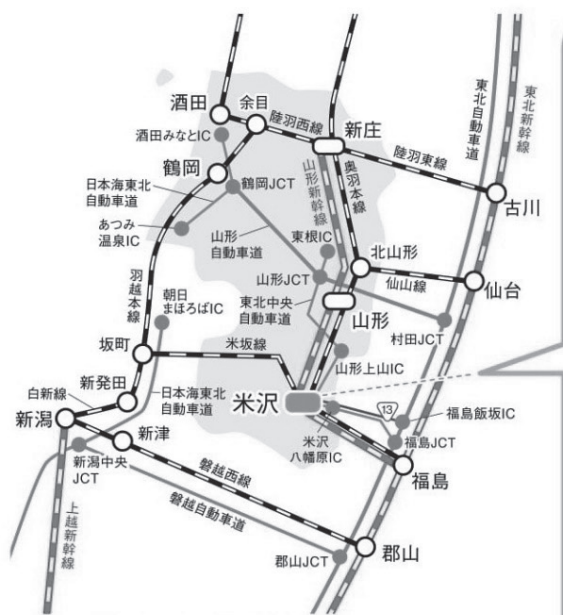 酒田
余目
陸羽西線
新庄
東北自動車道
東北新幹線
酒田みなとIC
陸羽東線
鶴岡
鶴岡JCT
山形新幹線
奥羽本線
古川
日本海東北
自動車道
あつみ
温泉IC
山形
自動車道
東根IC
北山形
仙山線
仙台
羽越本線
朝日
まほろばIC
山形JCT
東北中央
自動車道
山形
村田JCT
坂町
米坂線
山形上山IC
白新線
新発田
日本海東北
自動車道
米沢
13
福島飯坂IC
新潟
新津
米沢
八幡原IC
福島JCT
新潟中央
JCT
磐越西線
福島
上越新幹線
磐越自動車道
郡山JCT
郡山